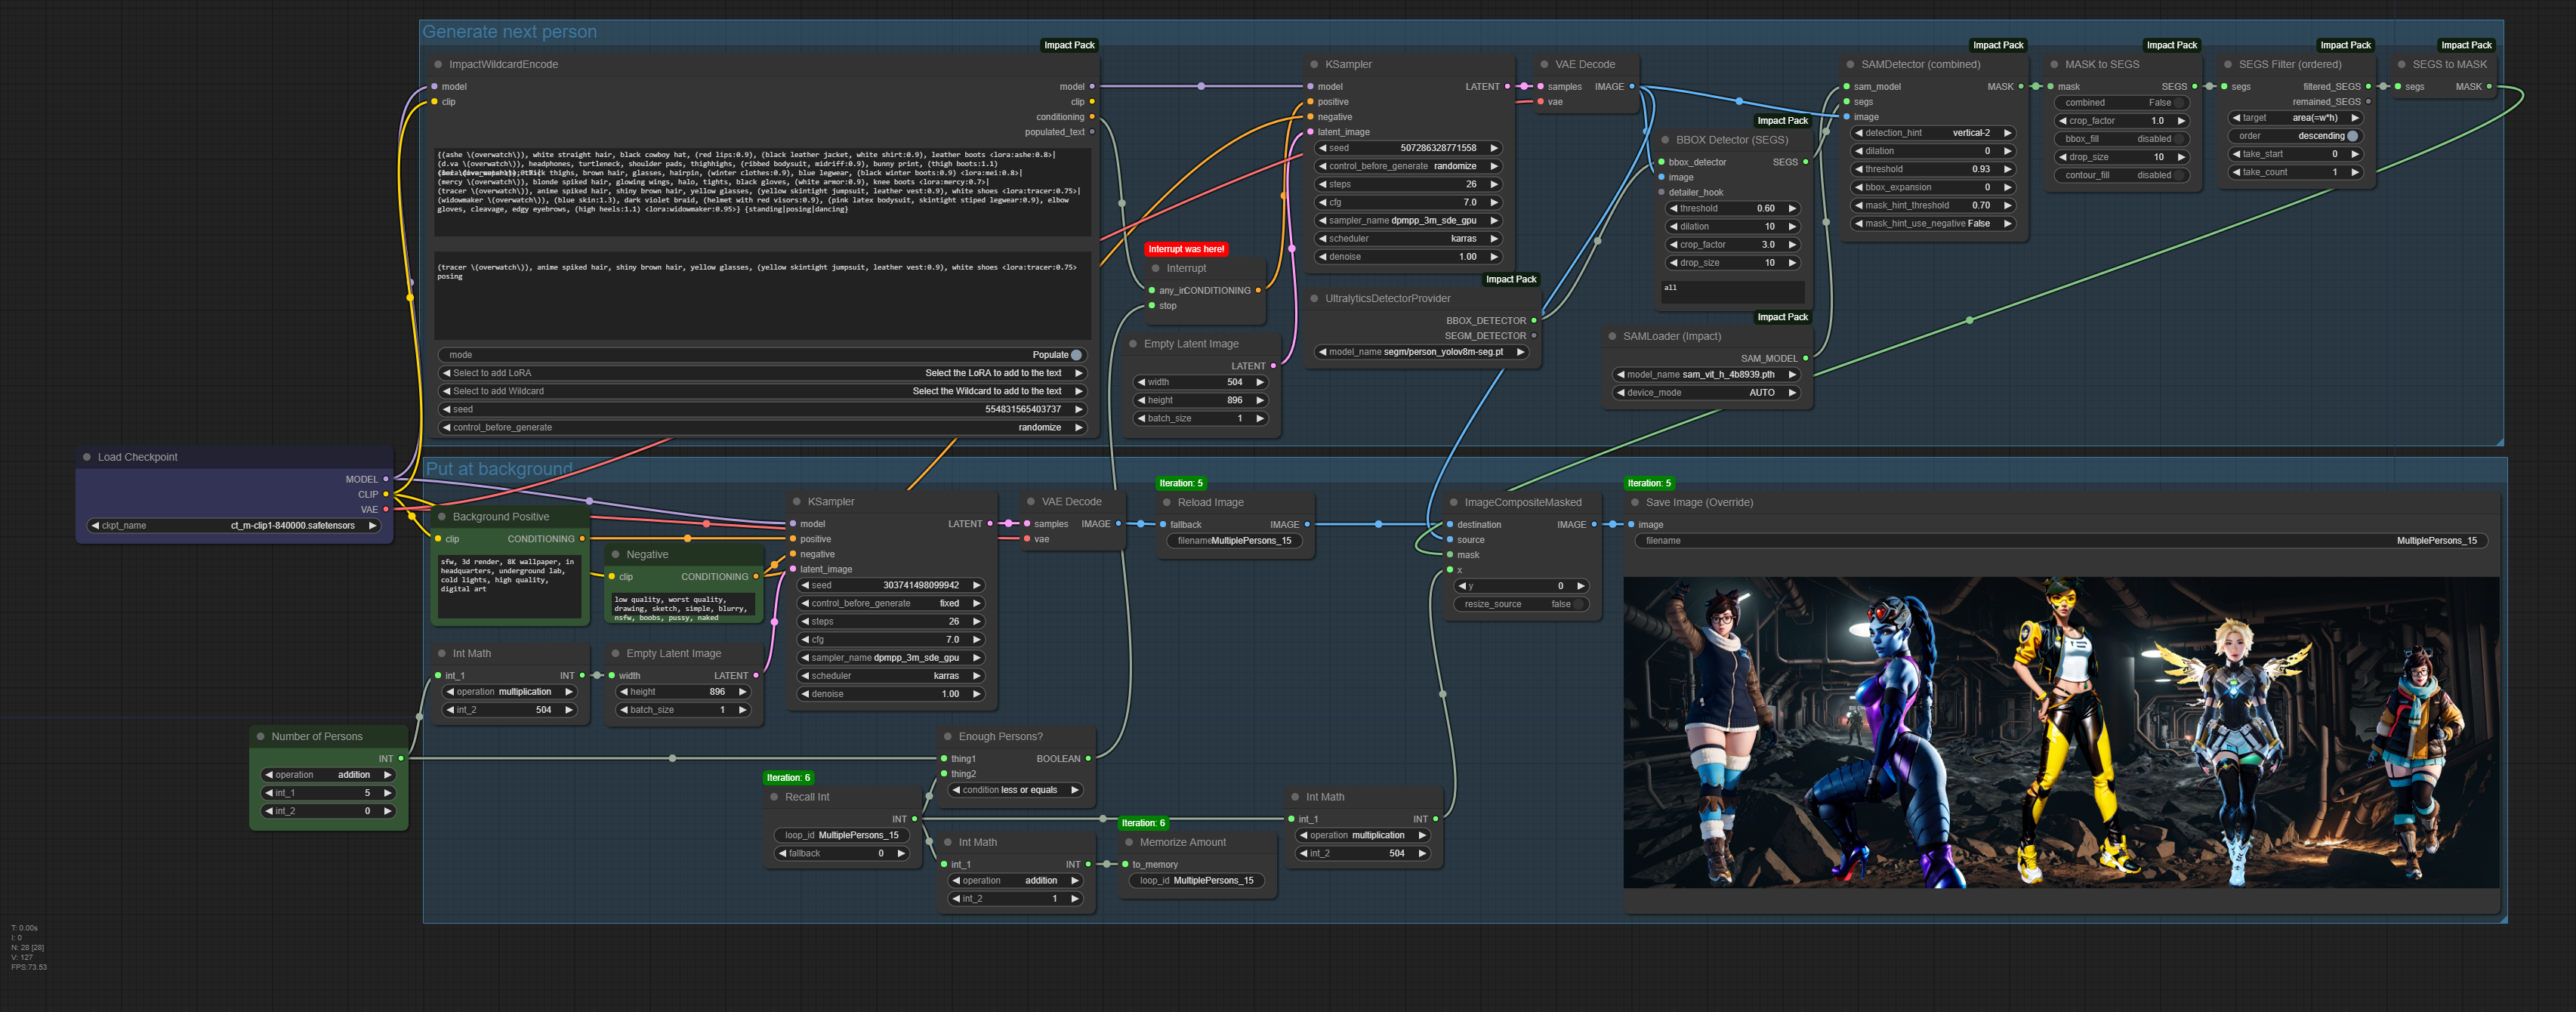 Generate next person
Impact Pack
ImpactWildcardEncode
model
clip
model
clip
conditioning
populated_text
{(ashe \(overwatch\)), white straight hair, black cowboy hat, (red lips:0.9), (black leather jacket, white shirt:0.9), leather boots <lora:ashe:0.8>|
(d.va \(overwatch\)), headphones, turtleneck, shoulder pads, thighhighs, (ribbed bodysuit, midriff:0.9), bunny print, (thigh boots:1.1)
thick thighs, brown hair, glasses, hairpin, (winter clothes:0.9), blue legwear, (black winter boots:0.9) <lora:mei:0.8>|
(mercy \(overwatch\)), blonde spiked hair, glowing wings, halo, tights, black gloves, (white armor:0.9), knee boots <lora:mercy:0.7>|
(tracer \(overwatch\)), anime spiked hair, shiny brown hair, yellow glasses, (yellow skintight jumpsuit, leather vest:0.9), white shoes <lora:tracer:0.75>|
(widowmaker \(overwatch\)), (blue skin:1.3), dark violet braid, (helmet with red visors:0.9), (pink latex bodysuit, skintight stiped legwear:0.9), elbow
gloves, cleavage, edgy eyebrows, (high heels:1.1) <lora:widowmaker:0.95>} {standing|posing|dancing}
(tracer \(overwatch\)), anime spiked hair, shiny brown hair, yellow glasses, (yellow skintight jumpsuit, leather vest:0.9), white shoes <lora:tracer:0.75>
posing
mode Populate
Select to add LoRA Select the LoRA to add to the text
Select to add Wildcard Select the Wildcard to add to the text
seed 554831565403737
control_before_generate randomize
Interrupt was here!
Interrupt
any_in CONDITIONING
stop
Empty Latent Image
LATENT
width 504
height 896
batch_size 1
KSampler
model LATENT
positive
negative
latent_image
seed 507286328771558
control_before_generate randomize
steps 26
cfg 7.0
sampler_name dpmpp_3m_sde_gpu
scheduler karras
denoise 1.00
Impact Pack
UltralyticsDetectorProvider
BBOX_DETECTOR
SEGM_DETECTOR
model_name segm/person_yolov8m-seg.pt
VAE Decode
samples IMAGE
vae
Impact Pack
BBOX Detector (SEGS)
bbox_detector SEGS
image
detailer_hook
threshold 0.60
dilation 10
crop_factor 3.0
drop_size 10
all
Impact Pack
SAMLoader (Impact)
SAM_MODEL
model_name sam_vit_h_4b8939.pth
device_mode AUTO
Impact Pack
SAMDetector (combined)
sam_model MASK
segs
image
detection_hint vertical-2
dilation 0
threshold 0.93
bbox_expansion 0
mask_hint_threshold 0.70
mask_hint_use_negative False
Impact Pack
MASK to SEGS
mask SEGS
combined False
crop_factor 1.0
bbox_fill disabled
drop_size 10
contour_fill disabled
Impact Pack
SEGS Filter (ordered)
segs filtered_SEGS
remained_SEGS
target area(=w*h)
order descending
take_start 0
take_count 1
Impact Pack
SEGS to MASK
segs MASK
Load Checkpoint
MODEL
CLIP
VAE
ckpt_name ct_m-clip1-840000.safetensors
Put at background
Background Positive
clip CONDITIONING
sfw, 3d render, 8K wallpaper, in
headquarters, underground lab,
cold lights, high quality,
digital art
Negative
clip CONDITIONING
low quality, worst quality,
drawing, sketch, simple, blurry,
nsfw, boobs, pussy, naked
Int Math
int_1 INT
operation multiplication
int_2 504
Empty Latent Image
width LATENT
height 896
batch_size 1
KSampler
model LATENT
positive
negative
latent_image
seed 303741498099942
control_before_generate fixed
steps 26
cfg 7.0
sampler_name dpmpp_3m_sde_gpu
scheduler karras
denoise 1.00
VAE Decode
samples IMAGE
vae
Iteration: 5
Reload Image
fallback IMAGE
filename MultiplePersons_15
ImageCompositeMasked
destination IMAGE
source
mask
x
y 0
resize_source false
Iteration: 5
Save Image (Override)
image
filename MultiplePersons_15
Number of Persons
INT
operation addition
int_1 5
int_2 0
Enough Persons?
thing1 BOOLEAN
thing2
condition less or equals
Iteration: 6
Recall Int
INT
loop_id MultiplePersons_15
fallback 0
Int Math
int_1 INT
operation addition
int_2 1
Iteration: 6
Memorize Amount
to_memory
loop_id MultiplePersons_15
Int Math
int_1 INT
operation multiplication
int_2 504
T: 0.00s
I: 0
N: 28 [28]
V: 127
FPS:73.53